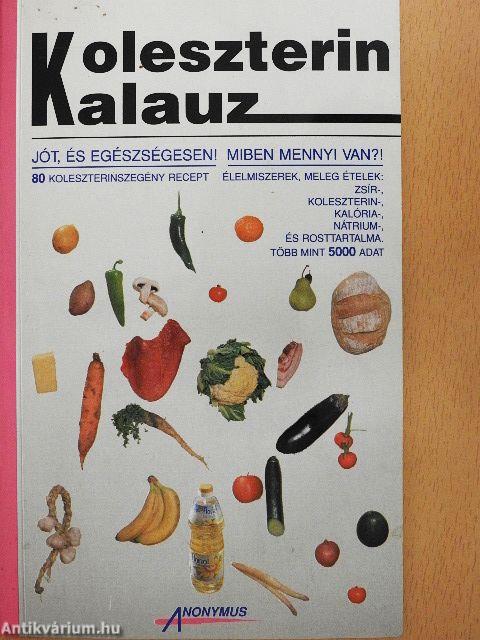 Koleszterin
Kalauz
JÓT, ÉS EGÉSZSÉGESEN! MIBEN MENNYI VAN?!
80 KOLESZTERINSZEGÉNY RECEPT
ÉLELMISZEREK, MELEG ÉTELEK:
ZSÍR-,
KOLESZTERIN-,
KALÓRIA-,
NÁTRIUM-,
ÉS ROSTTARTALMA.
TÖBB MINT 5000 ADAT
ANONYMUS
Antikvárium.hu